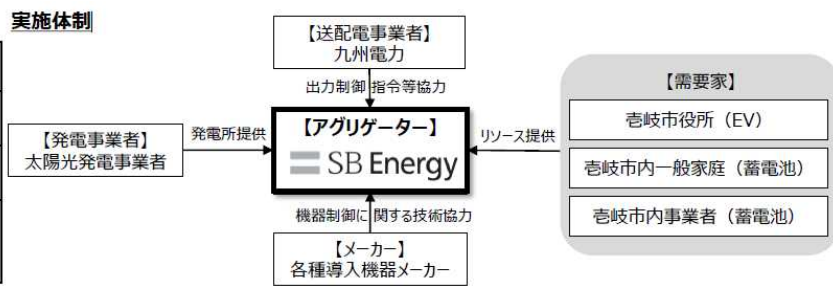 実施体制
【送配電事業者】
九州電力
出力制御 指令等協力
【発電事業者】
太陽光発電事業者
発電所提供
【アグリゲーター】
SB Energy
リソース提供
【需要家】
壱岐市役所（EV）
壱岐市内一般家庭（蓄電池）
壱岐市内事業者（蓄電池）
機器制御に関する技術協力
【メーカー】
各種導入機器メーカー